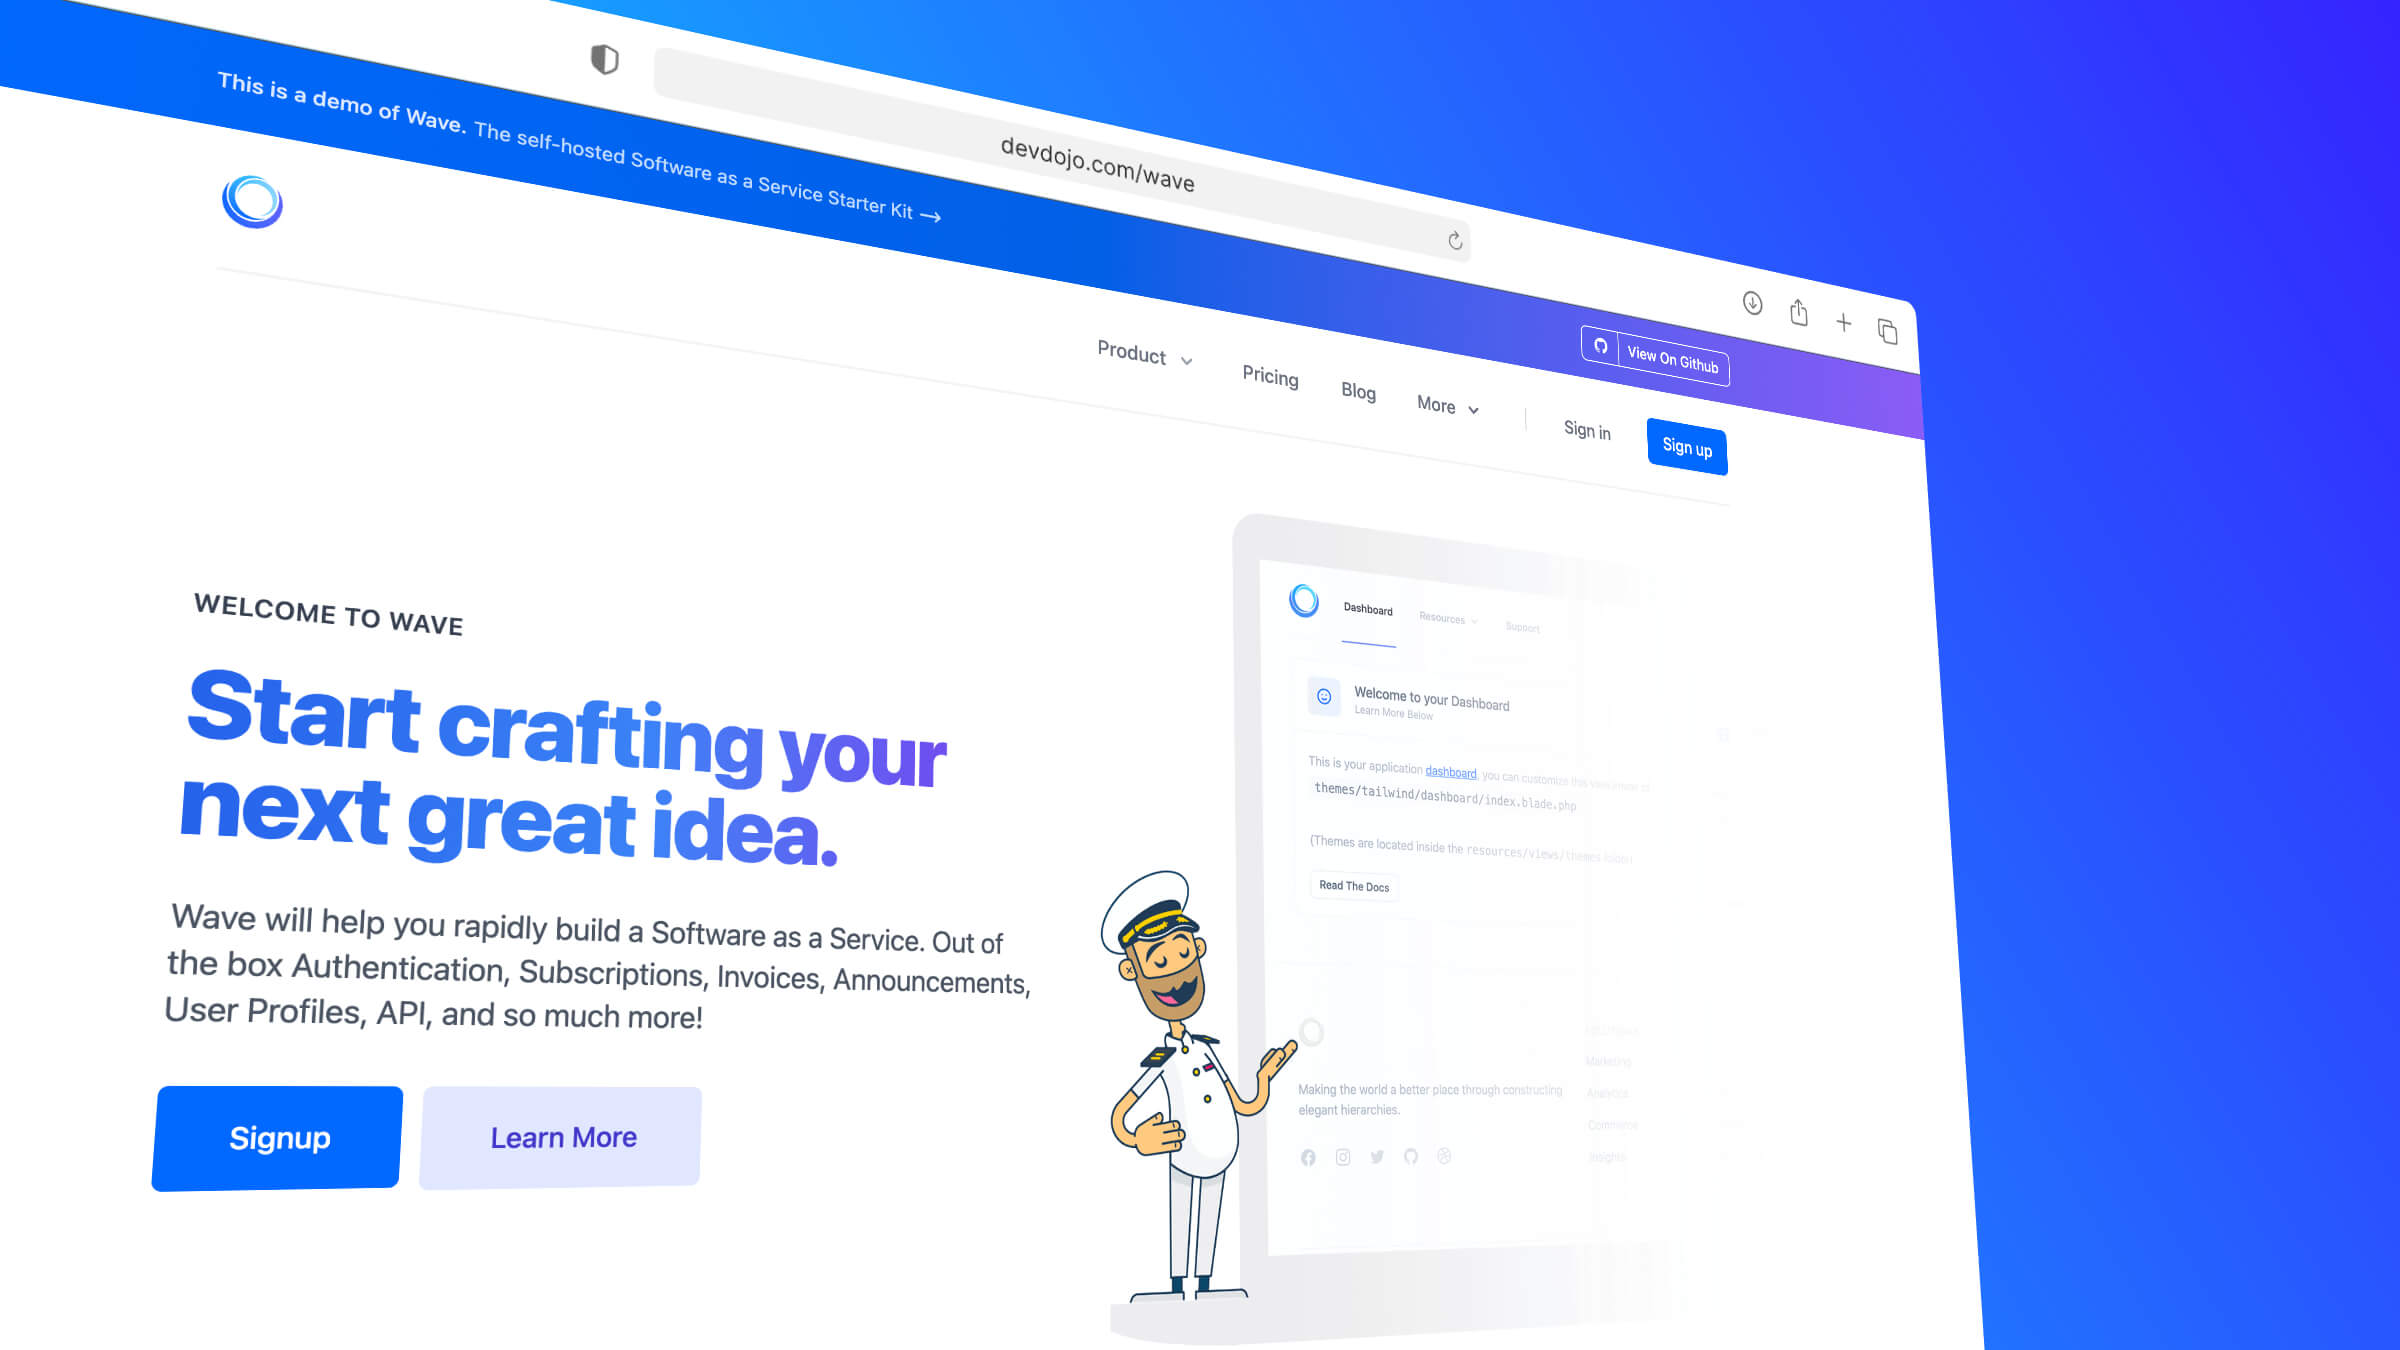 devdojo.com/wave
This is a demo of Wave. The self-hosted Software as a Service Starter Kit →
View On Github
Product
Pricing
Blog
More
Sign in
Sign up
WELCOME TO WAVE
Start crafting your
next great idea.
Wave will help you rapidly build a Software as a Service. Out of
the box Authentication, Subscriptions, Invoices, Announcements,
User Profiles, API, and so much more!
Signup
Learn More
Dashboard
Resources
Support
Welcome to your Dashboard
Learn More Below
This is your application dashboard, you can customize this
themes/tailwind/dashboard/index.blade.php
(Themes are located inside the resources/views/themes folder)
Read The Docs
Making the world a better place through constructing
elegant hierarchies.
Marketing
Analytics
Commerce
Insights